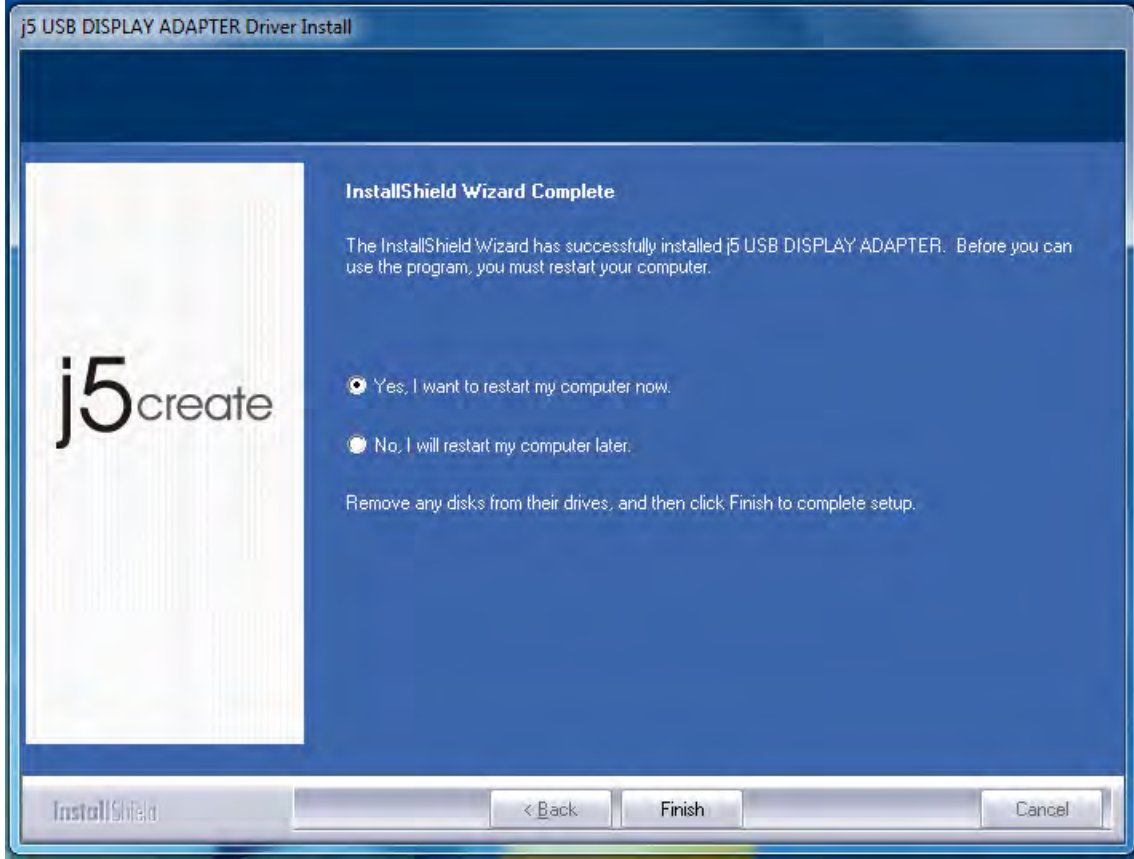 j5 USB DISPLAY ADAPTER Driver Install
InstallShield Wizard Complete
The InstallShield Wizard has successfully installed j5 USB DISPLAY ADAPTER.  Before you can
use the program, you must restart your computer.
j5create
Yes, I want to restart my computer now.
No, I will restart my computer later.
Remove any disks from their drives, and then click Finish to complete setup.
InstallShield
< Back
Finish
Cancel